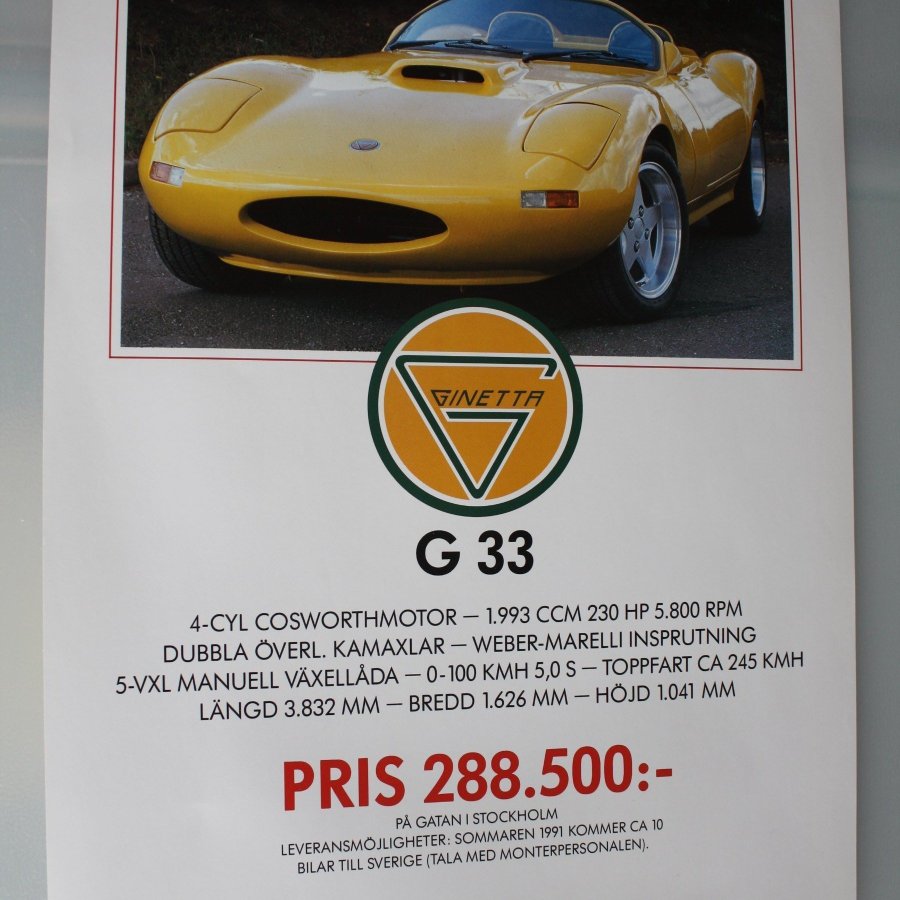 GINETTA
G 33
4-CYL COSWORTHMOTOR – 1.993 CCM 230 HP 5.800 RPM
DUBBLA ÖVERL. KAMAXLAR – WEBER-MARELLI INSPRUTNING
5-VXL MANUELL VÄXELLÅDA – 0-100 KMH 5,0 S – TOPPFART CA 245 KMH
LÄNGD 3.832 MM – BREDD 1.626 MM – HÖJD 1.041 MM
PRIS 288.500:-
PÅ GATAN I STOCKHOLM
LEVERANSMÖJLIGHETER: SOMMAREN 1991 KOMMER CA 10
BILAR TILL SVERIGE (TALA MED MONTERPERSONALEN).